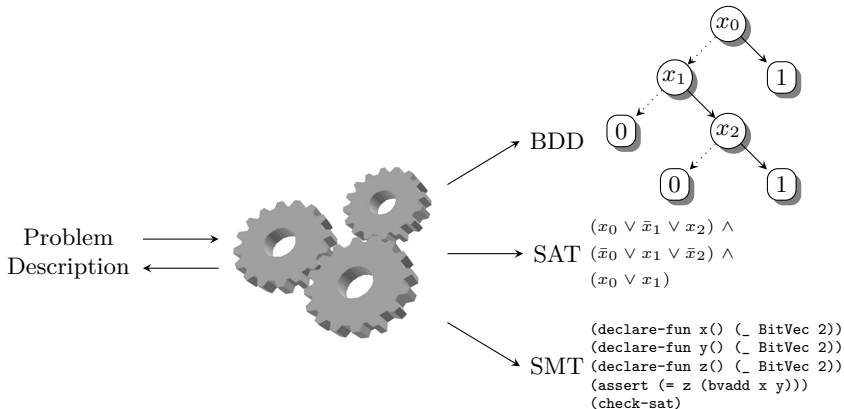 Problem
Description
BDD
x₀
x₁
1
0
x₂
0
1
SAT
(x₀ ∨ x̄₁ ∨ x₂) ∧
(x̄₀ ∨ x₁ ∨ x̄₂) ∧
(x₀ ∨ x₁)
SMT
(declare-fun x() (_ BitVec 2))
(declare-fun y() (_ BitVec 2))
(declare-fun z() (_ BitVec 2))
(assert (= z (bvadd x y)))
(check-sat)